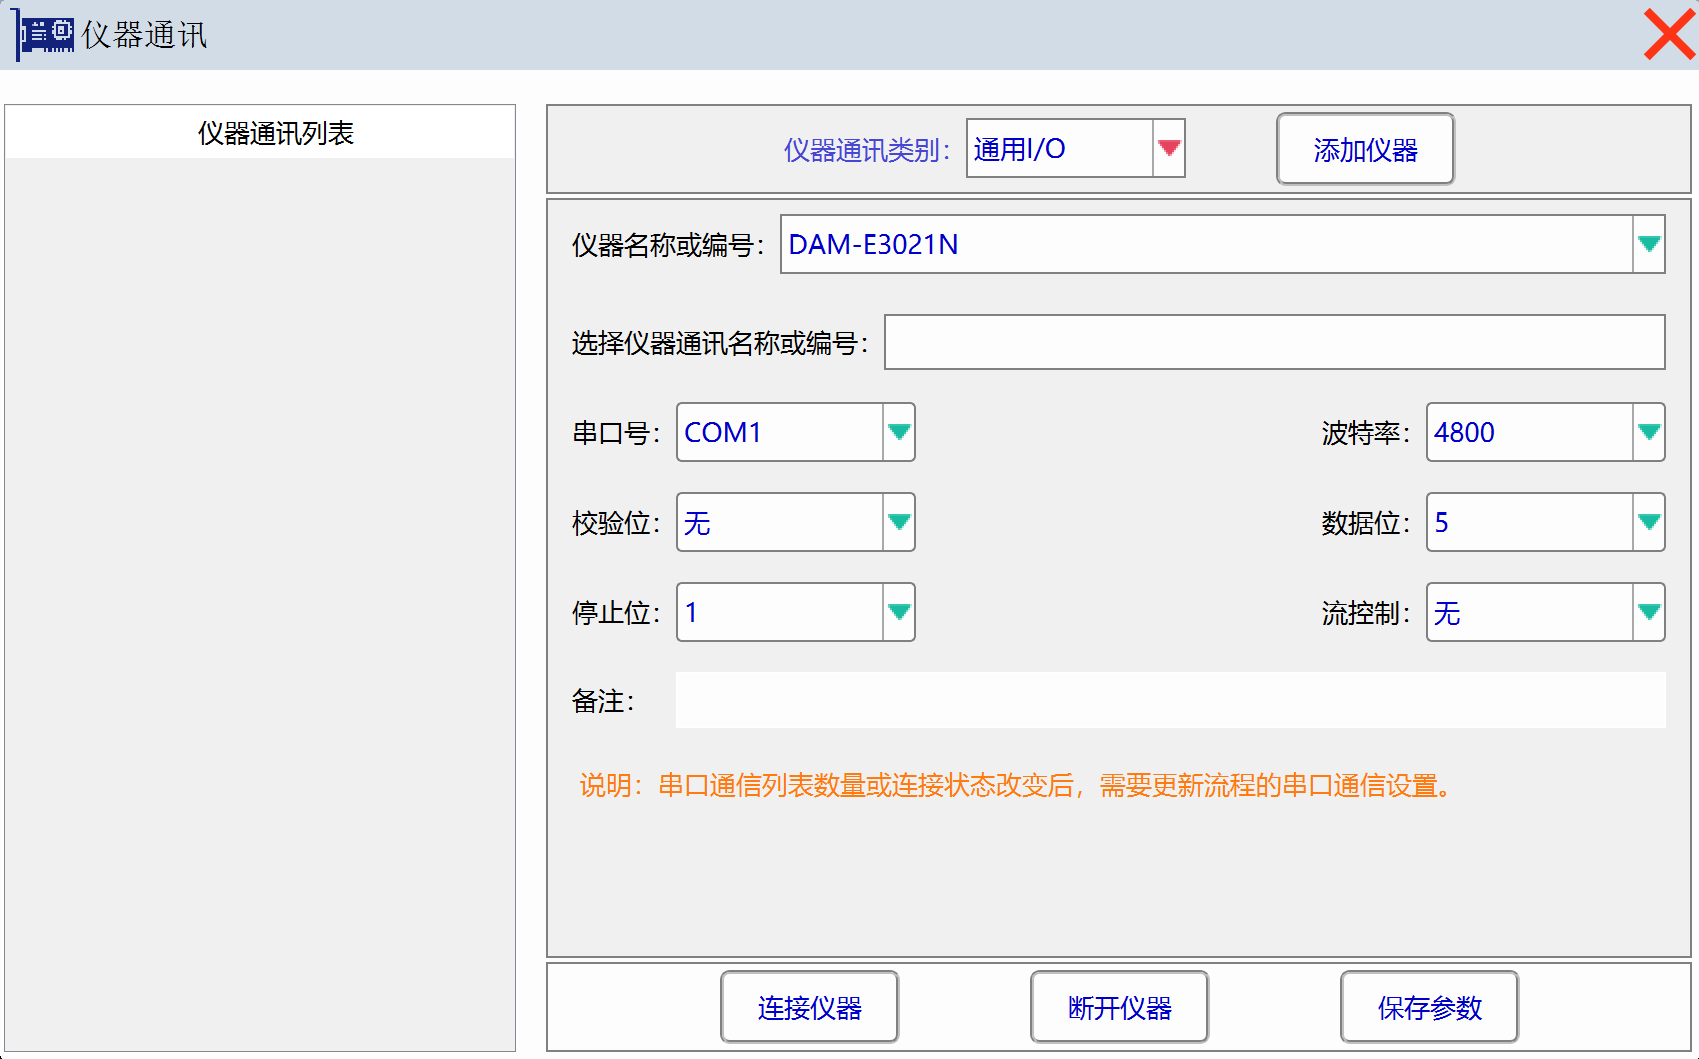 仪器通讯
仪器通讯列表
仪器通讯类别： 通用I/O 添加仪器
仪器名称或编号： DAM-E3021N
选择仪器通讯名称或编号：
串口号： COM1 波特率： 4800
校验位： 无 数据位： 5
停止位： 1 流控制： 无
备注：
说明：串口通信列表数量或连接状态改变后，需要更新流程的串口通信设置。
连接仪器 断开仪器 保存参数